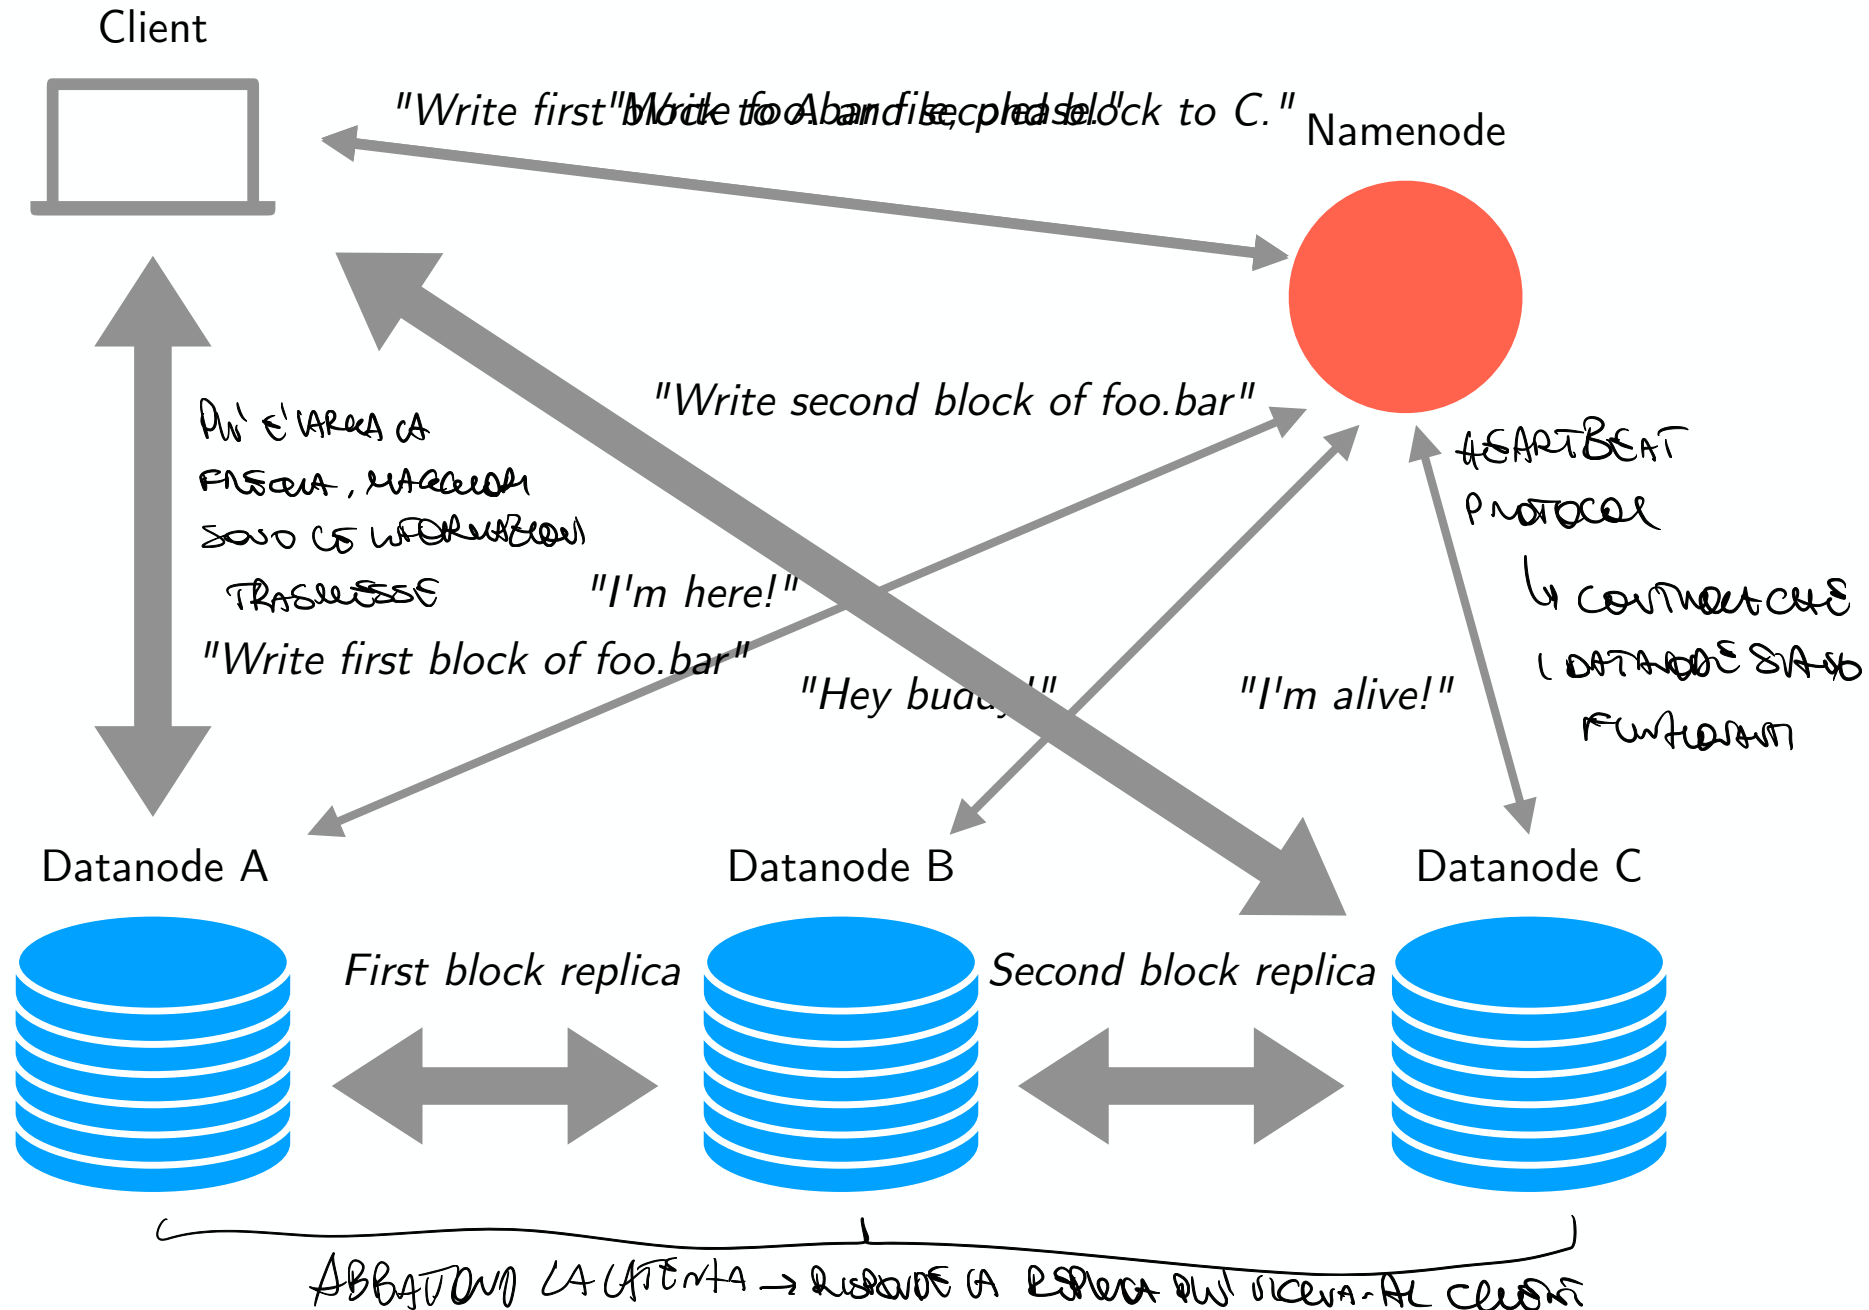 Client
"Write first block to A and second block to C."
"Write foo.bar file, please."
Namenode
"Write second block of foo.bar"
PIÙ È LARGA LA
FRECCIA, MAGGIORI
SONO LE INFORMAZIONI
TRASMESSE
HEARTBEAT
PROTOCOL
↳ CONTROLLA CHE
I DATANODE SIANO
FUNZIONANTI
"I'm here!"
"Write first block of foo.bar"
"Hey buddy!"
"I'm alive!"
Datanode A
Datanode B
Datanode C
First block replica
Second block replica
ABBATTONO LA LATENZA → RISPONDE LA REPLICA PIÙ VICINA AL CLIENT